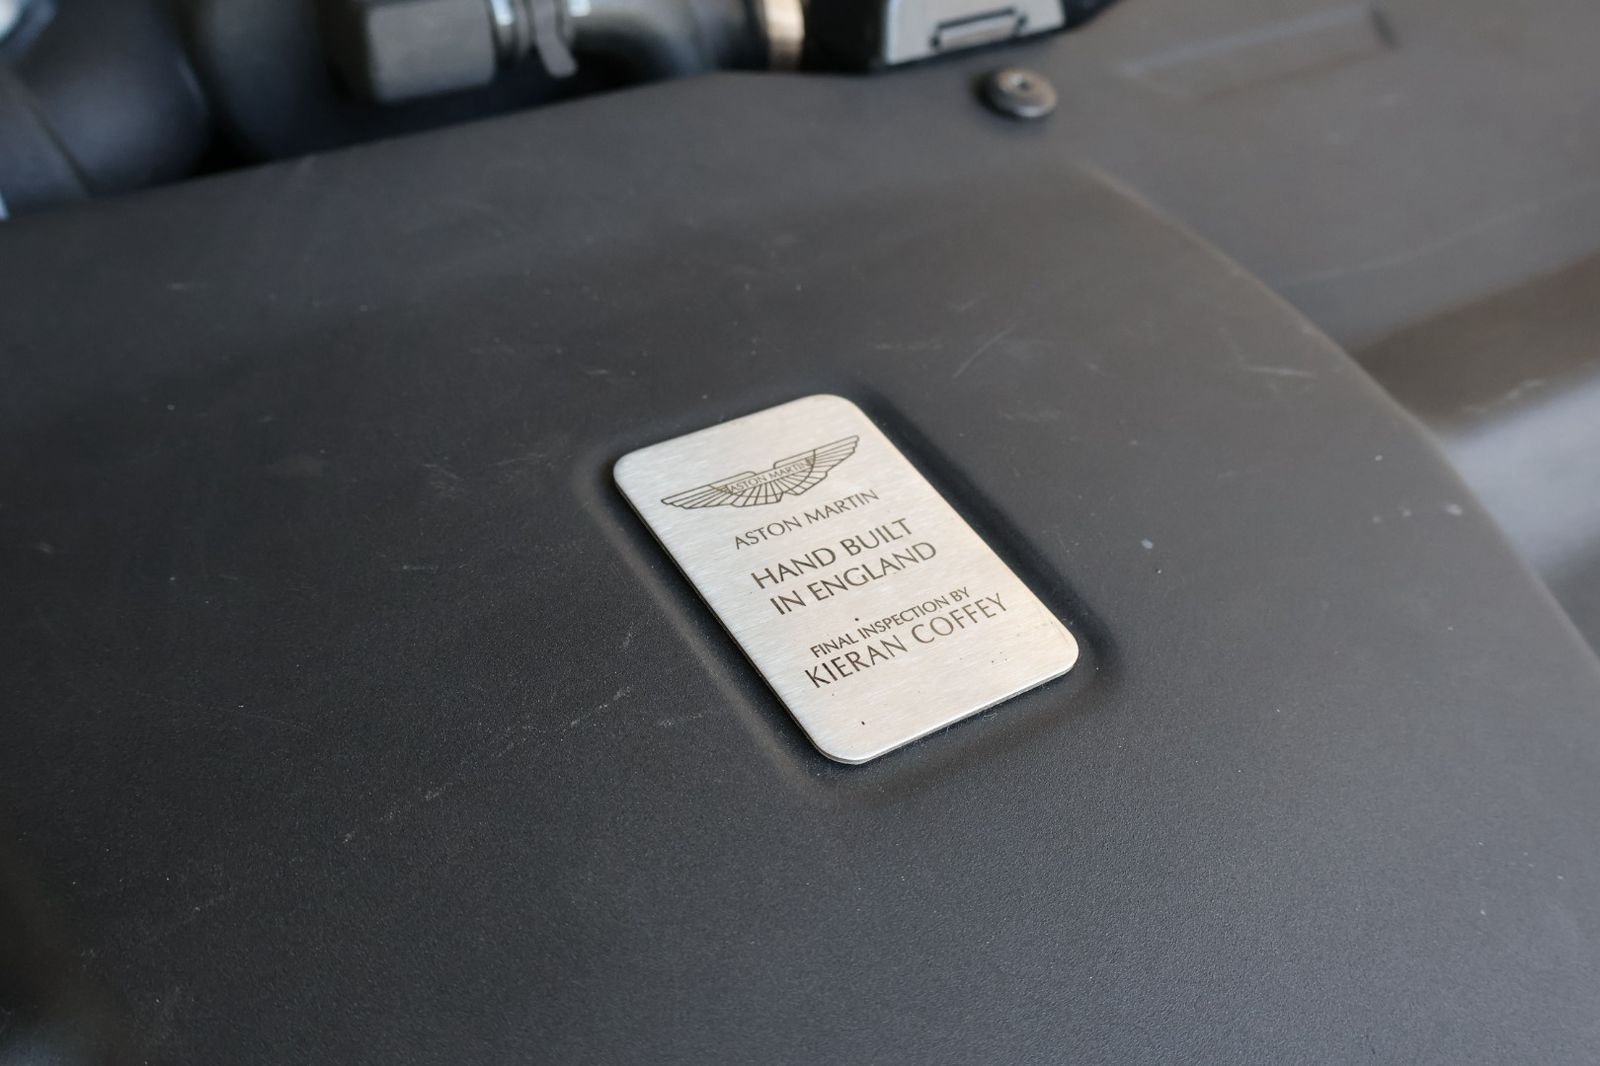 ASTON MARTIN
ASTON MARTIN
HAND BUILT
IN ENGLAND
FINAL INSPECTION BY
KIERAN COFFEY